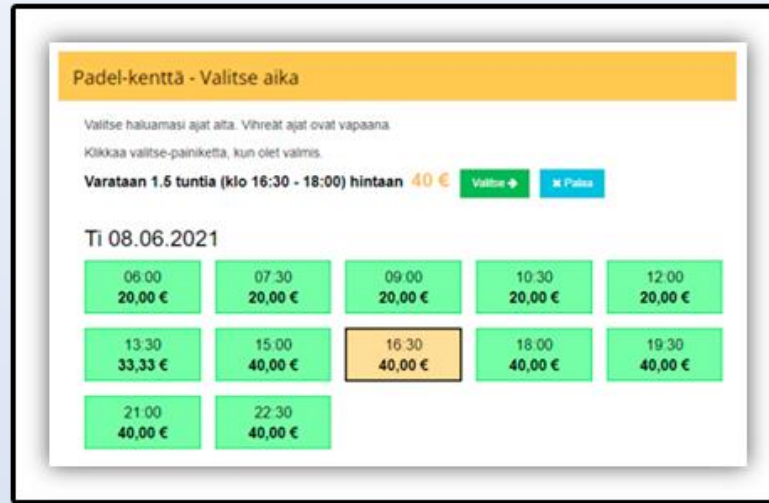 Padel-kenttä - Valitse aika
Valitse haluamasi ajat alta. Vihreät ajat ovat vapaana.
Klikkaa valitse-painiketta, kun olet valmis.
Varataan 1.5 tuntia (klo 16:30 - 18:00) hintaan 40 € Valitse Palaa
Ti 08.06.2021
06:00 07:30 09:00 10:30 12:00
20,00 € 20,00 € 20,00 € 20,00 € 20,00 €
13:30 15:00 16:30 18:00 19:30
33,33 € 40,00 € 40,00 € 40,00 € 40,00 €
21:00 22:30
40,00 € 40,00 €